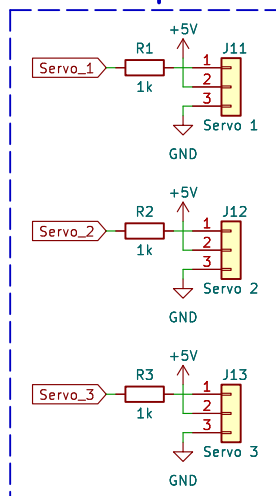 +5V
R1 J11
Servo_1 1
1k 2
3
Servo 1
GND
+5V
R2 J12
Servo_2 1
1k 2
3
Servo 2
GND
+5V
R3 J13
Servo_3 1
1k 2
3
Servo 3
GND